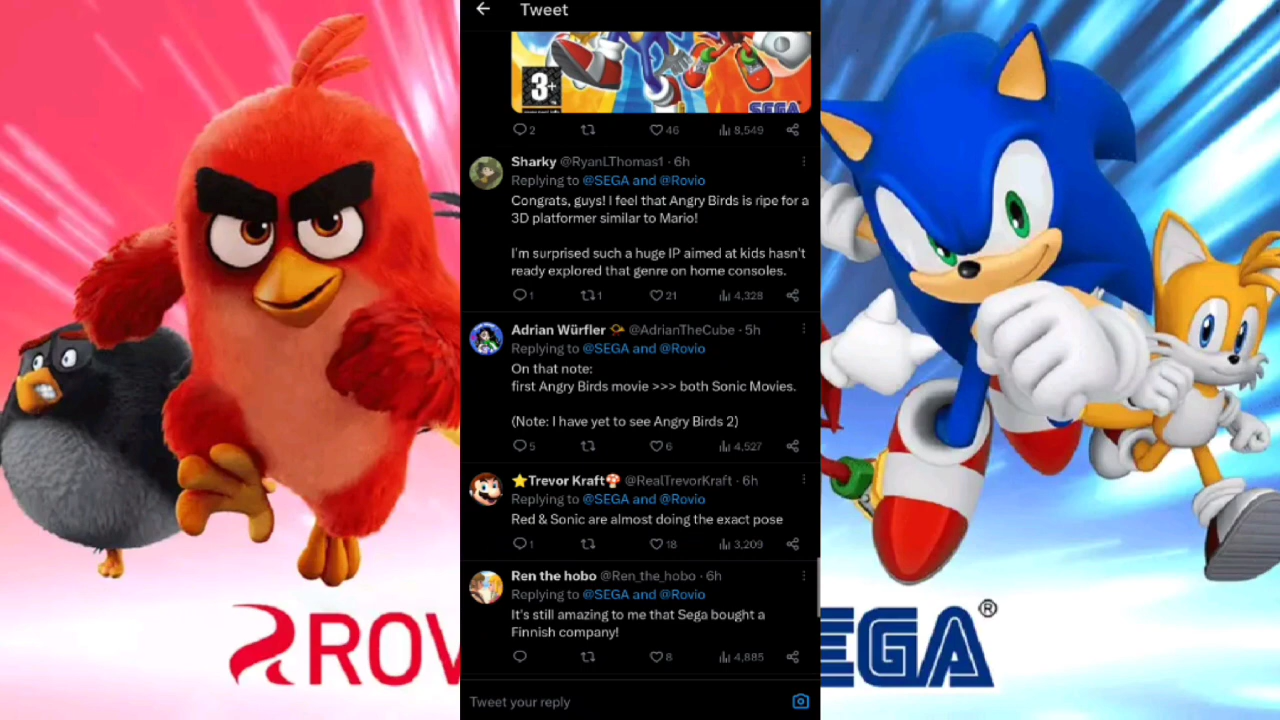 Tweet
3+
SEGA
2 46 8,549
Sharky @RyanLThomas1 · 6h
Replying to @SEGA and @Rovio
Congrats, guys! I feel that Angry Birds is ripe for a
3D platformer similar to Mario!
I'm surprised such a huge IP aimed at kids hasn't
ready explored that genre on home consoles.
1 1 21 4,328
Adrian Würfler @AdrianTheCube · 5h
Replying to @SEGA and @Rovio
On that note:
first Angry Birds movie >>> both Sonic Movies.
(Note: I have yet to see Angry Birds 2)
5 6 4,527
⭐Trevor Kraft🍄 @RealTrevorKraft · 6h
Replying to @SEGA and @Rovio
Red & Sonic are almost doing the exact pose
1 18 3,209
Ren the hobo @Ren_the_hobo · 6h
Replying to @SEGA and @Rovio
It's still amazing to me that Sega bought a
Finnish company!
8 4,885
Tweet your reply
ROV
EGA®